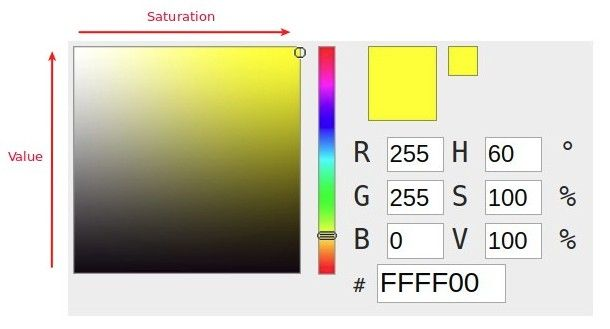 Saturation
Value
R 255 H 60 °
G 255 S 100 %
B 0 V 100 %
# FFFF00